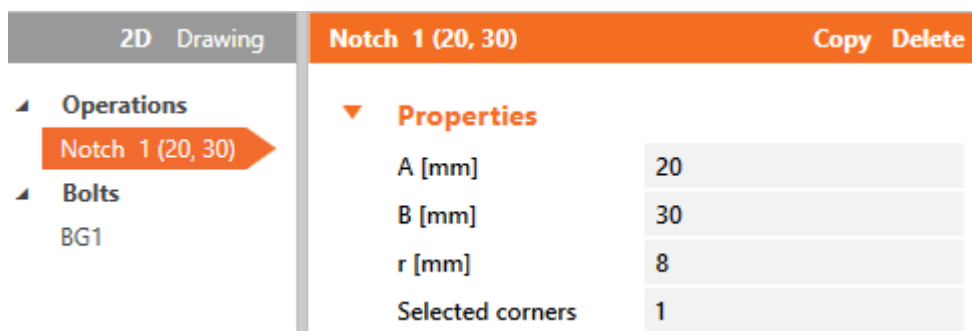 2D Drawing
Operations
Notch 1 (20, 30)
Bolts
BG1
Notch 1 (20, 30) Copy Delete
Properties
A [mm] 20
B [mm] 30
r [mm] 8
Selected corners 1